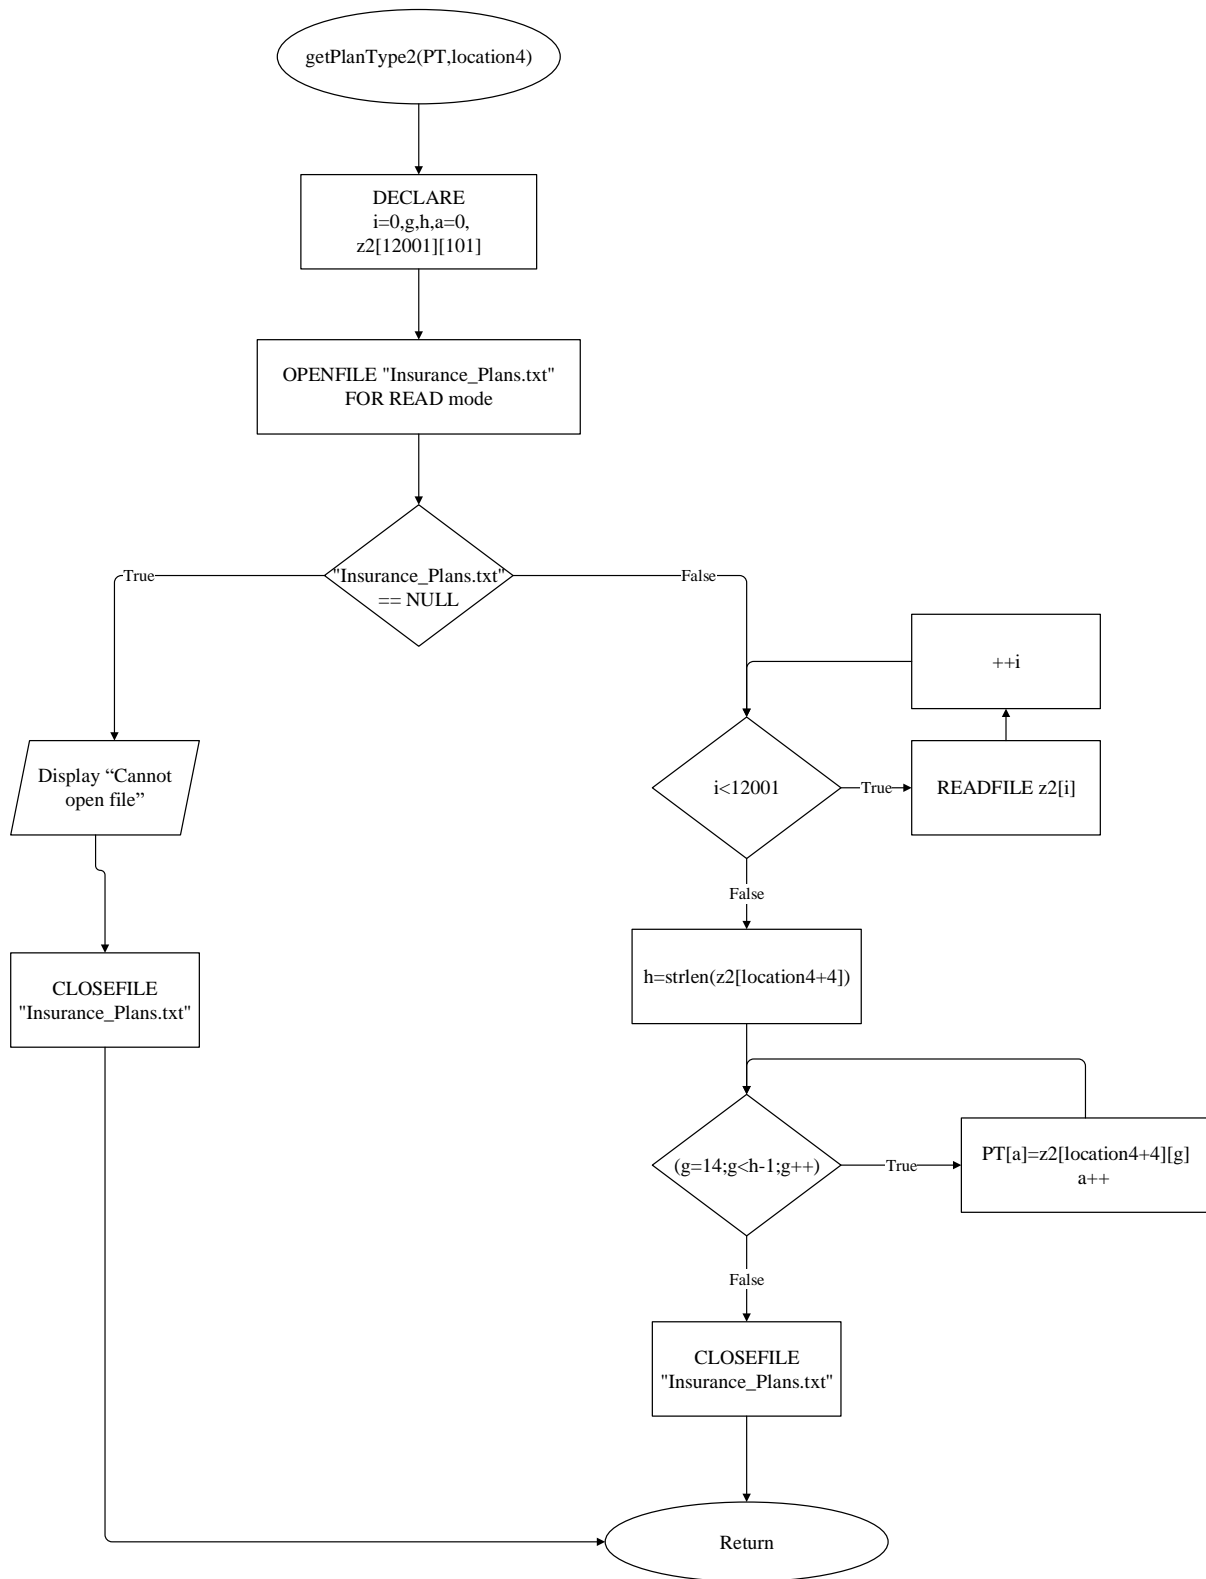 getPlanType2(PT,location4)
DECLARE
i=0,g,h,a=0,
z2[12001][101]
OPENFILE "Insurance_Plans.txt"
FOR READ mode
"Insurance_Plans.txt"
== NULL
True
False
++i
Display “Cannot
open file”
i<12001
True
READFILE z2[i]
False
CLOSEFILE
"Insurance_Plans.txt"
h=strlen(z2[location4+4])
(g=14;g<h-1;g++)
True
PT[a]=z2[location4+4][g]
a++
False
CLOSEFILE
"Insurance_Plans.txt"
Return